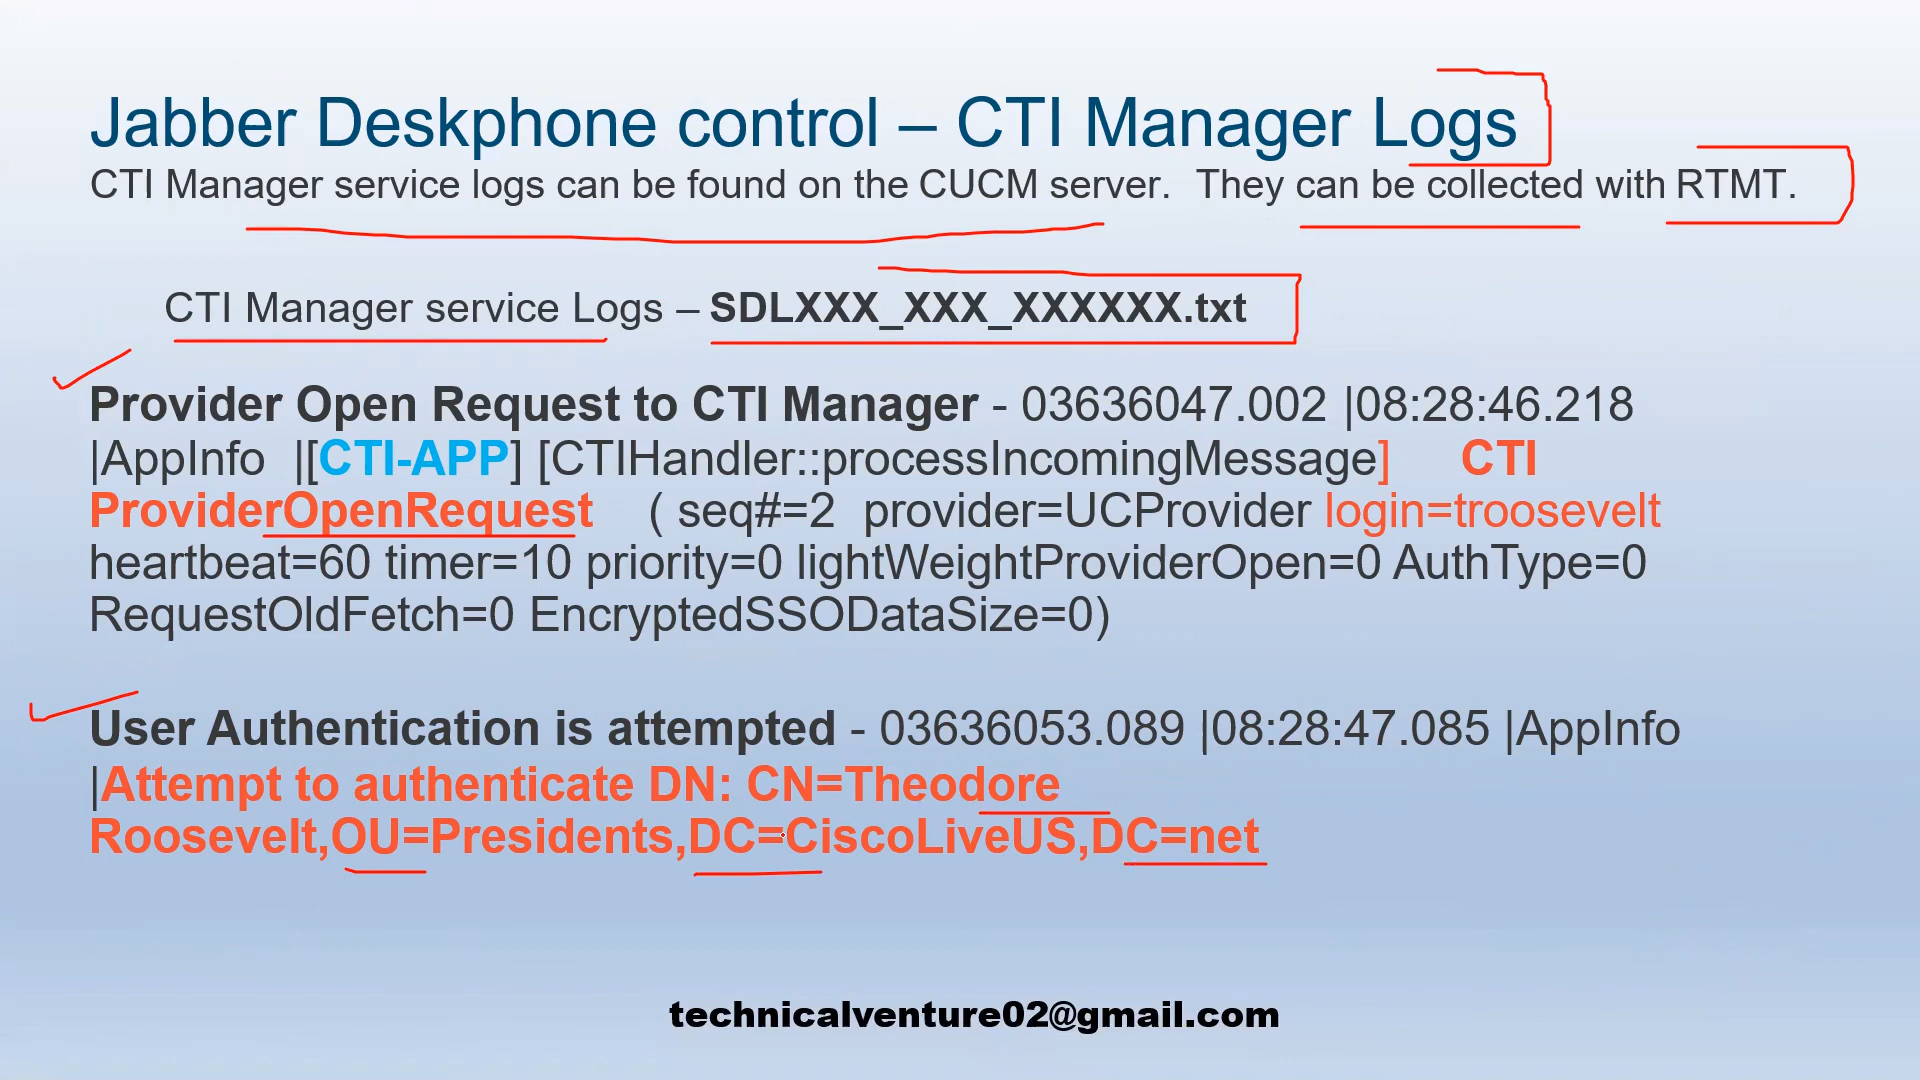 Jabber Deskphone control – CTI Manager Logs
CTI Manager service logs can be found on the CUCM server.  They can be collected with RTMT.
CTI Manager service Logs – SDLXXX_XXX_XXXXXX.txt
Provider Open Request to CTI Manager - 03636047.002 |08:28:46.218
|AppInfo  |[CTI-APP] [CTIHandler::processIncomingMessage]     CTI
ProviderOpenRequest    ( seq#=2  provider=UCProvider login=troosevelt
heartbeat=60 timer=10 priority=0 lightWeightProviderOpen=0 AuthType=0
RequestOldFetch=0 EncryptedSSODataSize=0)
User Authentication is attempted - 03636053.089 |08:28:47.085 |AppInfo
|Attempt to authenticate DN: CN=Theodore
Roosevelt,OU=Presidents,DC=CiscoLiveUS,DC=net
technicalventure02@gmail.com